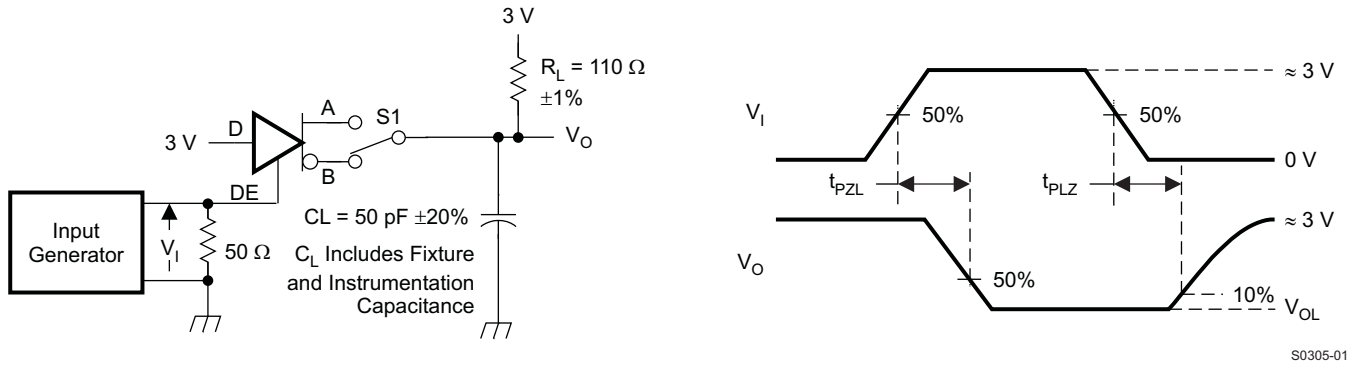 3 V
R_L = 110 Ω
±1%
A
S1
V_O
D
3 V
B
DE
Input
Generator
V_I
50 Ω
CL = 50 pF ±20%
C_L Includes Fixture
and Instrumentation
Capacitance
≈ 3 V
V_I
50%
50%
0 V
t_PZL
t_PLZ
≈ 3 V
V_O
50%
10%
V_OL
S0305-01